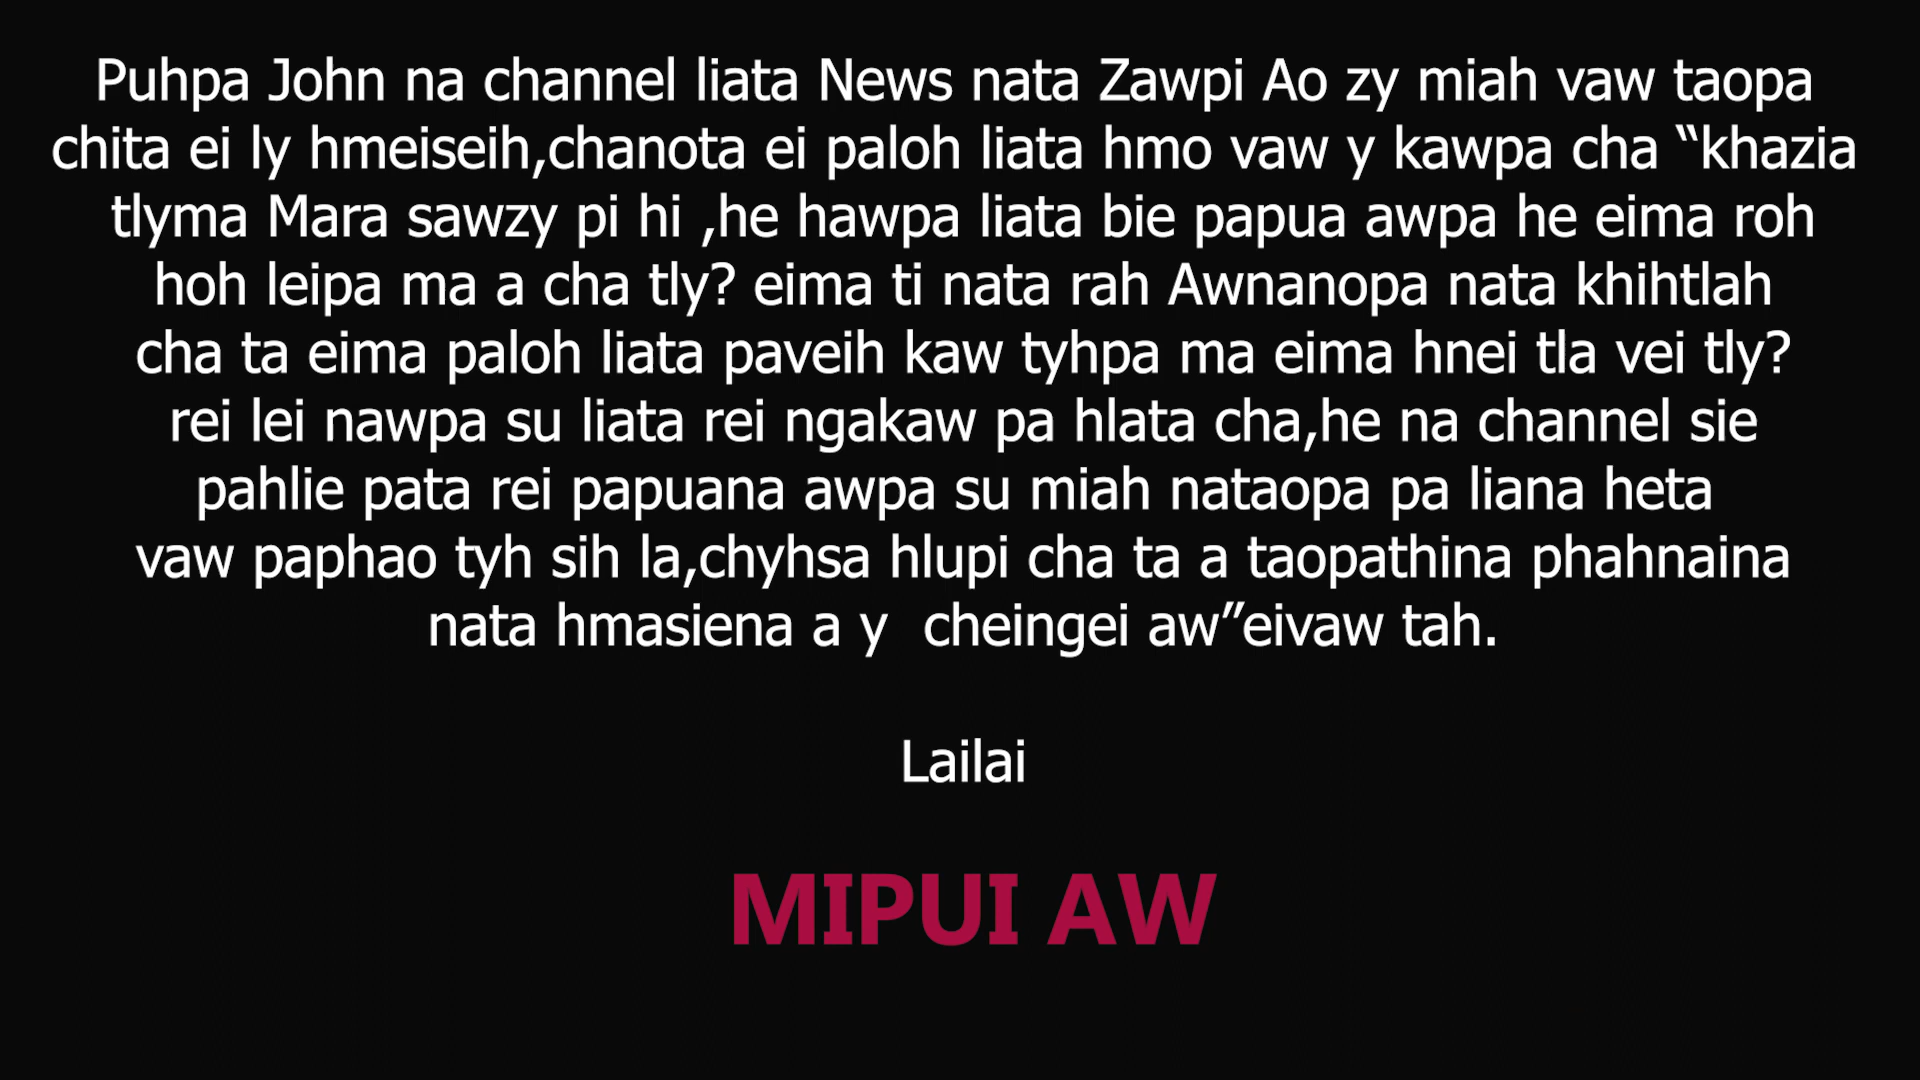 Puhpa John na channel liata News nata Zawpi Ao zy miah vaw taopa
chita ei ly hmeiseih,chanota ei paloh liata hmo vaw y kawpa cha “khazia
tlyma Mara sawzy pi hi ,he hawpa liata bie papua awpa he eima roh
hoh leipa ma a cha tly? eima ti nata rah Awnanopa nata khihtlah
cha ta eima paloh liata paveih kaw tyhpa ma eima hnei tla vei tly?
rei lei nawpa su liata rei ngakaw pa hlata cha,he na channel sie
pahlie pata rei papuana awpa su miah nataopa pa liana heta
vaw paphao tyh sih la,chyhsa hlupi cha ta a taopathina phahnaina
nata hmasiena a y  cheingei aw”eivaw tah.
Lailai
MIPUI AW